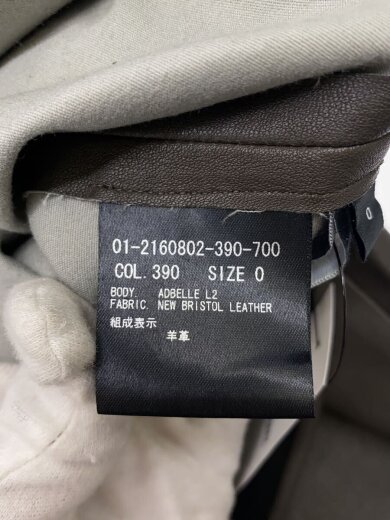 01-2160802-390-700
COL.390 SIZE 0
BODY. ADBELLE L2
FABRIC. NEW BRISTOL LEATHER
組成表示
羊革
0